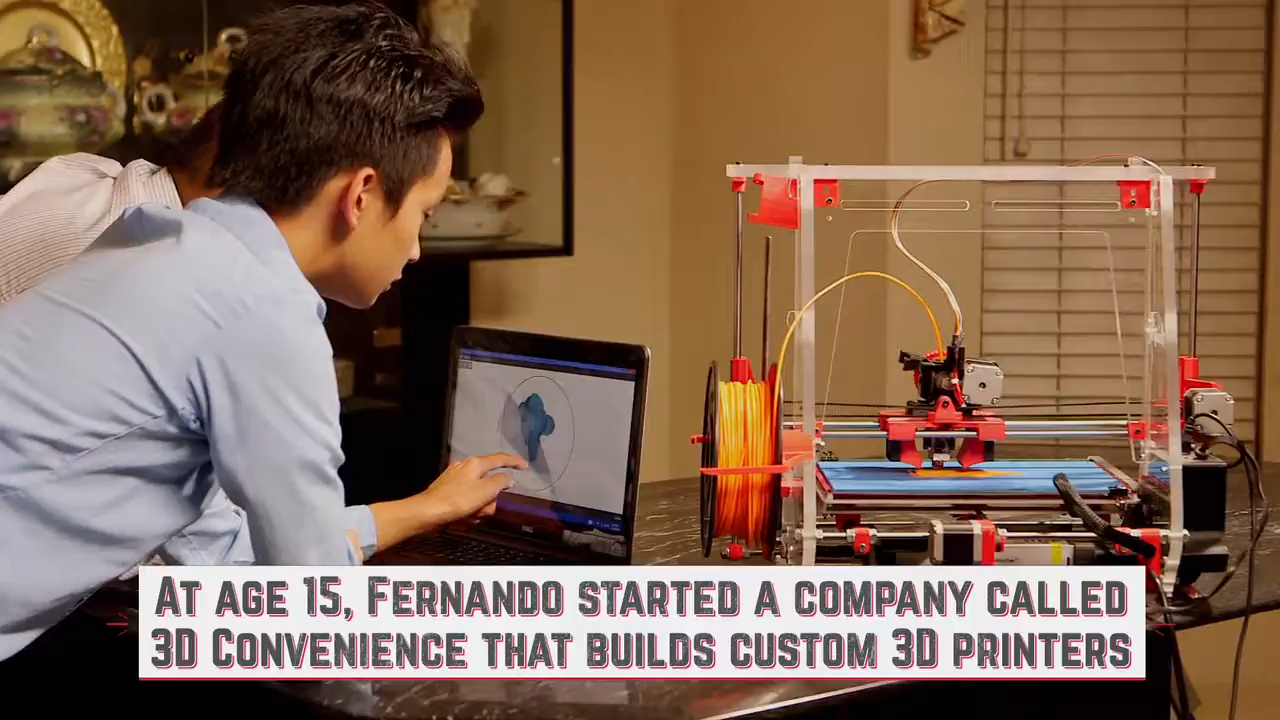 At age 15, Fernando started a company called
3D Convenience that builds custom 3D printers